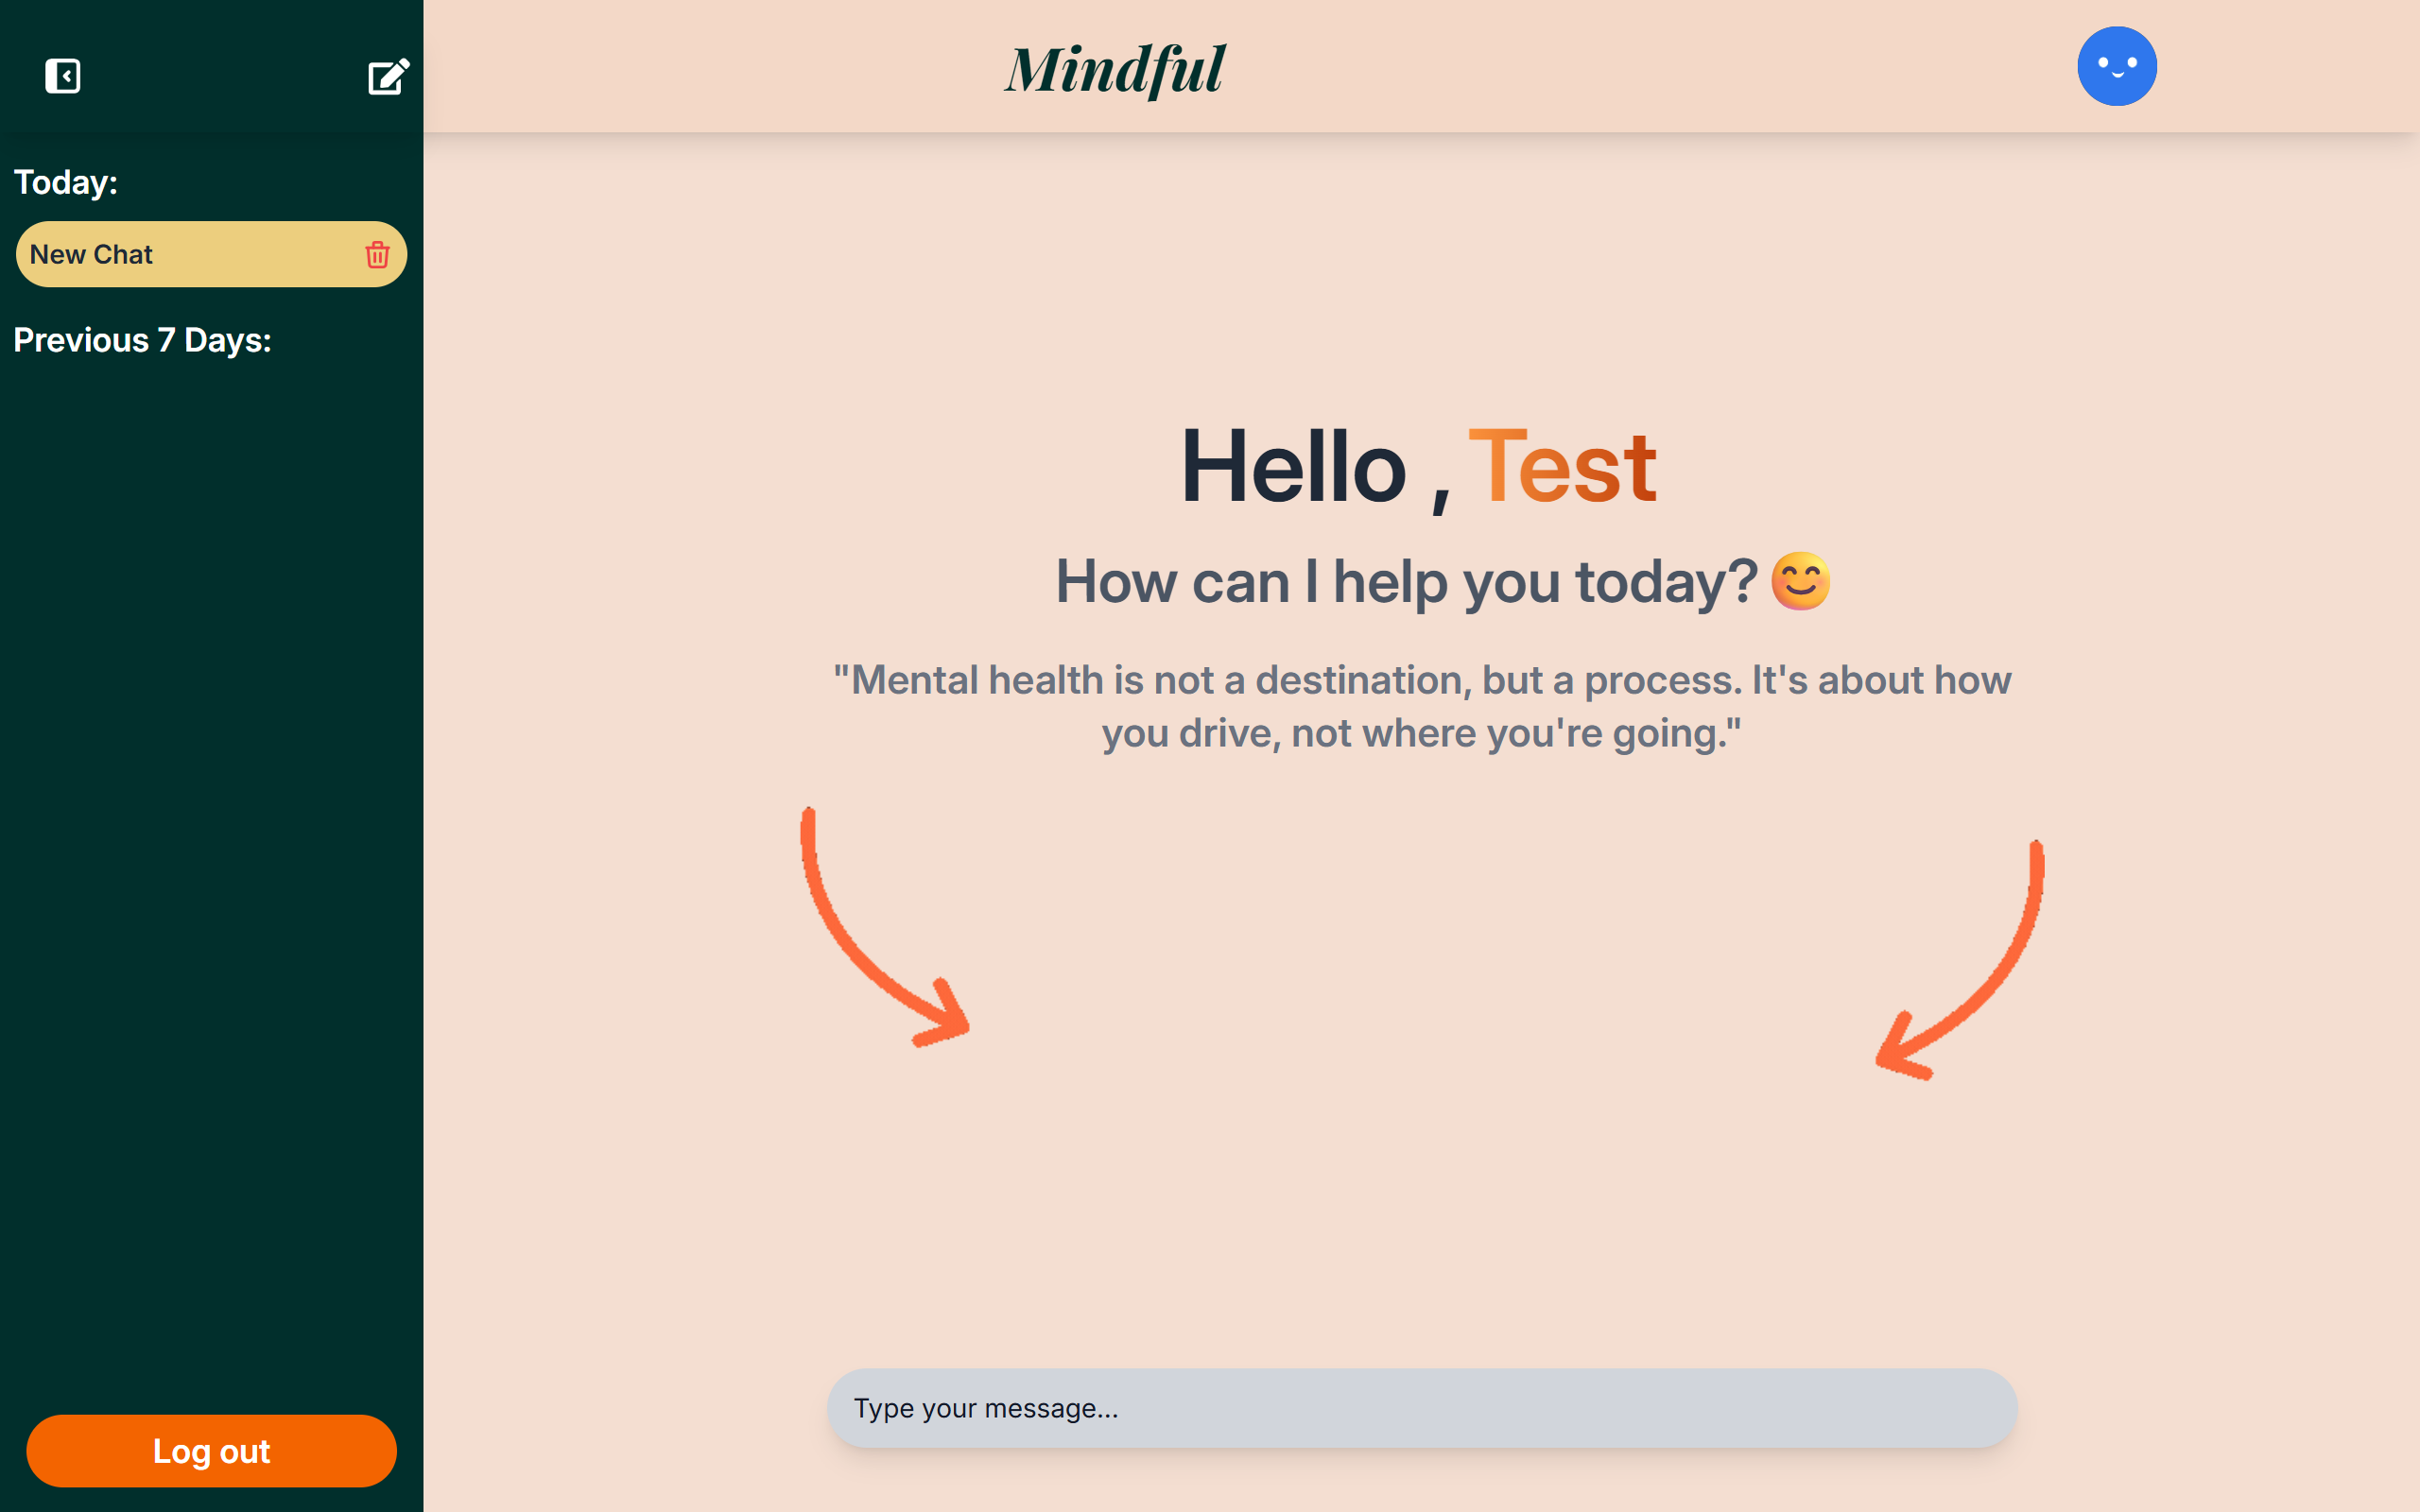 Mindful
Today:
New Chat
Previous 7 Days:
Log out
Hello , Test
How can I help you today? 😊
"Mental health is not a destination, but a process. It's about how
you drive, not where you're going."
Type your message...